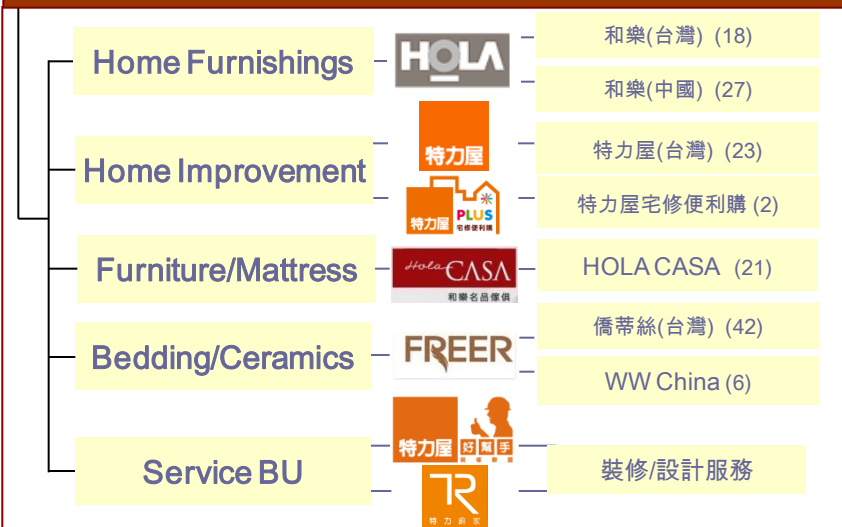 Home Furnishings
HOLA
和樂(台灣) (18)
和樂(中國) (27)
Home Improvement
特力屋
特力屋(台灣) (23)
特力屋
PLUS
宅修便利購
特力屋宅修便利購 (2)
Furniture/Mattress
Hola CASA
和樂名品傢俱
HOLA CASA (21)
Bedding/Ceramics
FREER
僑蒂絲(台灣) (42)
WW China (6)
Service BU
特力屋
好幫手
裝修/設計服務
TR